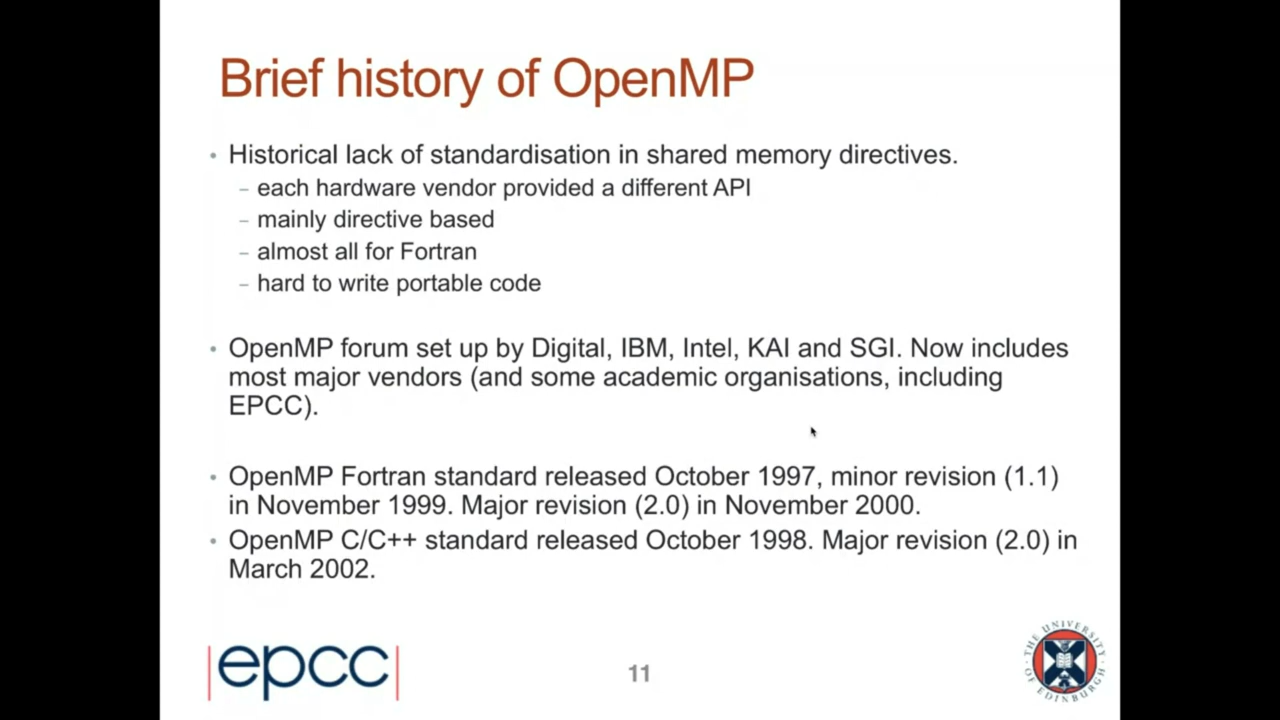 Brief history of OpenMP
• Historical lack of standardisation in shared memory directives.
– each hardware vendor provided a different API
– mainly directive based
– almost all for Fortran
– hard to write portable code
• OpenMP forum set up by Digital, IBM, Intel, KAI and SGI. Now includes
most major vendors (and some academic organisations, including
EPCC).
• OpenMP Fortran standard released October 1997, minor revision (1.1)
in November 1999. Major revision (2.0) in November 2000.
• OpenMP C/C++ standard released October 1998. Major revision (2.0) in
March 2002.
epcc
11
THE UNIVERSITY
OF EDINBURGH